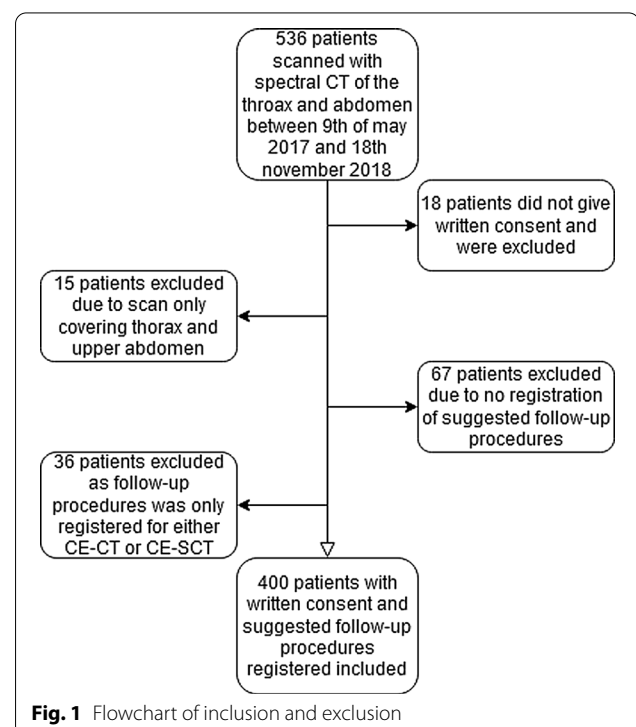 536 patients
scanned with
spectral CT of the
throax and abdomen
between 9th of may
2017 and 18th
november 2018
18 patients did not give
written consent and
were excluded
15 patients excluded
due to scan only
covering thorax and
upper abdomen
67 patients excluded
due to no registration
of suggested follow-up
procedures
36 patients excluded
as follow-up
procedures was only
registered for either
CE-CT or CE-SCT
400 patients with
written consent and
suggested follow-up
procedures
registered included
Fig. 1 Flowchart of inclusion and exclusion